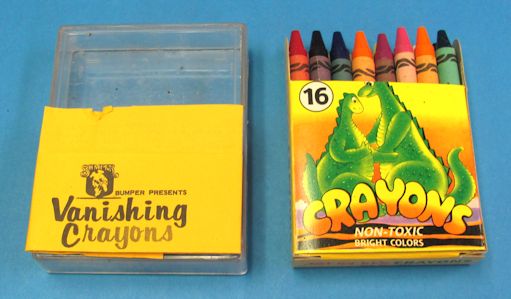 BUMPER PRESENTS
Vanishing
Crayons
16
CRAYONS
NON-TOXIC
BRIGHT COLORS